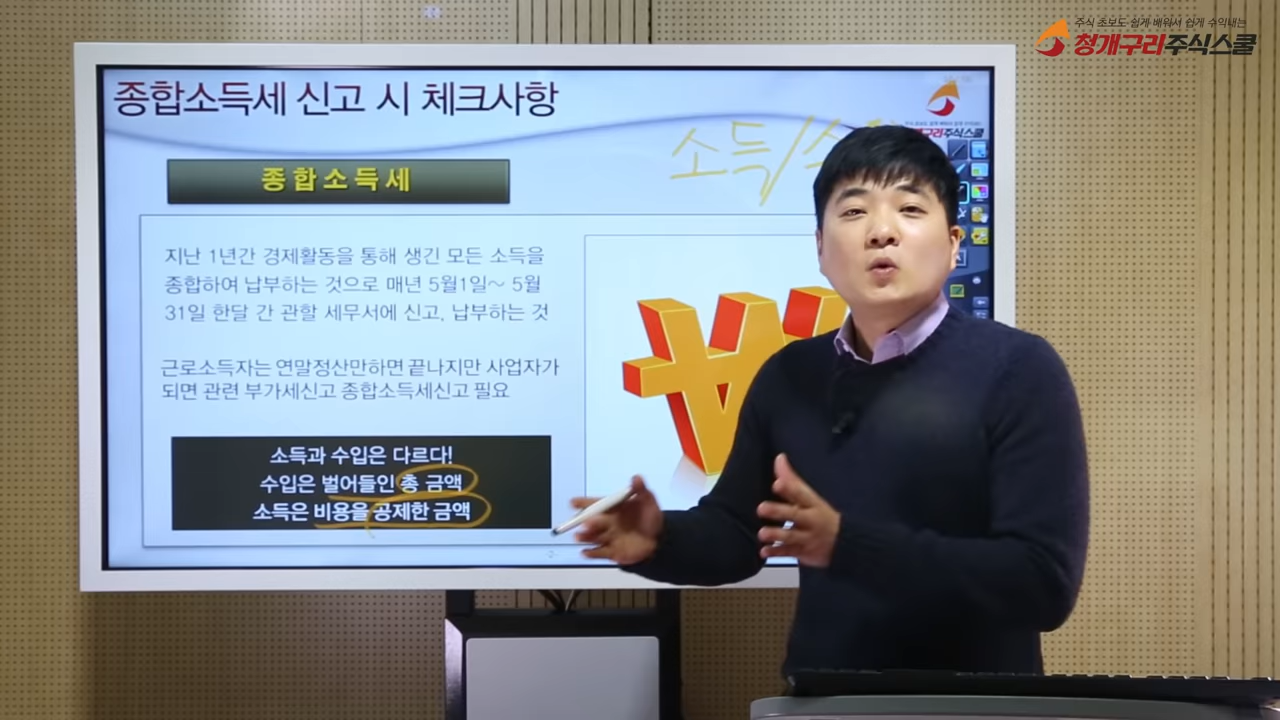 주식 초보도 쉽게 배워서 쉽게 수익내는
청개구리주식스쿨
종합소득세 신고 시 체크사항
소득/
구리주식스쿨
종합소득세
지난 1년간 경제활동을 통해 생긴 모든 소득을
종합하여 납부하는 것으로 매년 5월1일~ 5월
31일 한달 간 관할 세무서에 신고, 납부하는 것
근로소득자는 연말정산만하면 끝나지만 사업자가
되면 관련 부가세신고 종합소득세신고 필요
소득과 수입은 다르다!
수입은 벌어들인 총 금액
소득은 비용을 공제한 금액